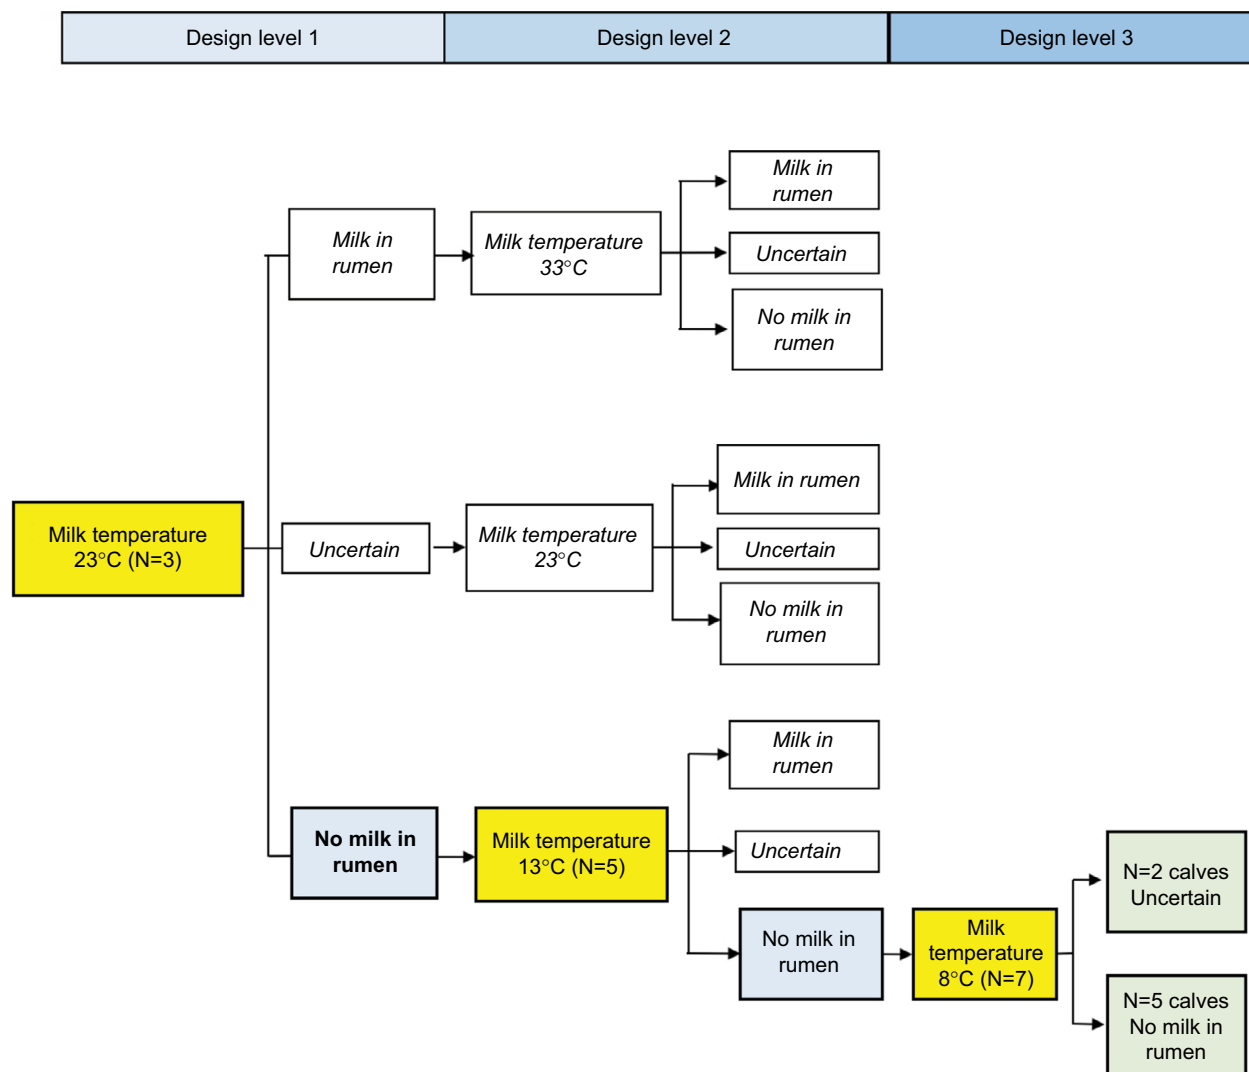 Design level 1
Design level 2
Design level 3
Milk in
rumen
Milk in
rumen
Milk temperature
33°C
Uncertain
No milk in
rumen
Milk in rumen
Milk temperature
23°C (N=3)
Uncertain
Milk temperature
23°C
Uncertain
No milk in
rumen
Milk in
rumen
No milk in
rumen
Milk temperature
13°C (N=5)
Uncertain
N=2 calves
Uncertain
No milk in
rumen
Milk
temperature
8°C (N=7)
N=5 calves
No milk in
rumen